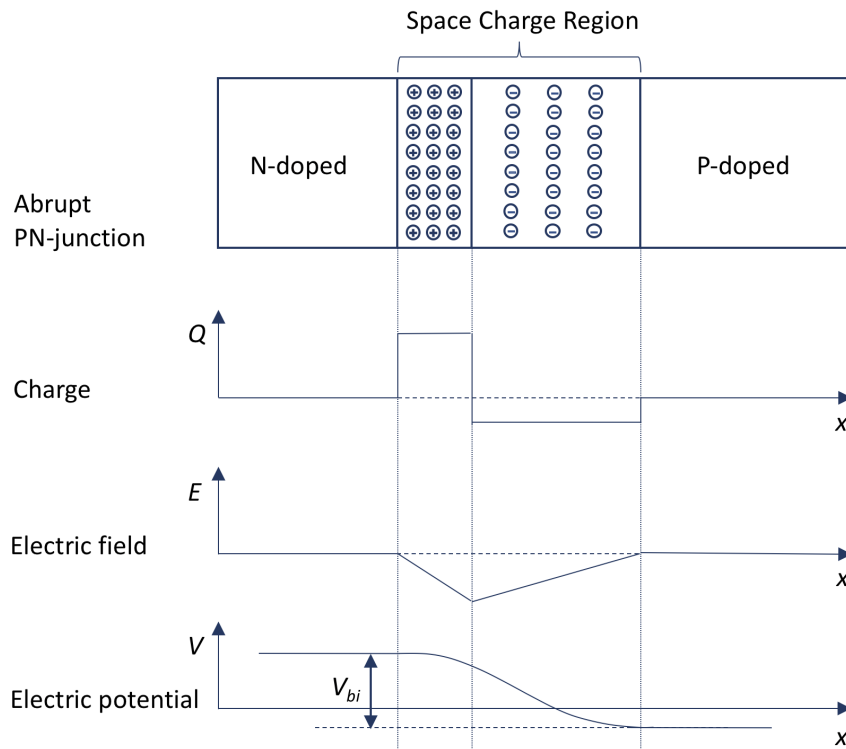 Space Charge Region
N-doped
P-doped
Abrupt
PN-junction
Q
Charge
x
E
Electric field
x
V
V_bi
Electric potential
x